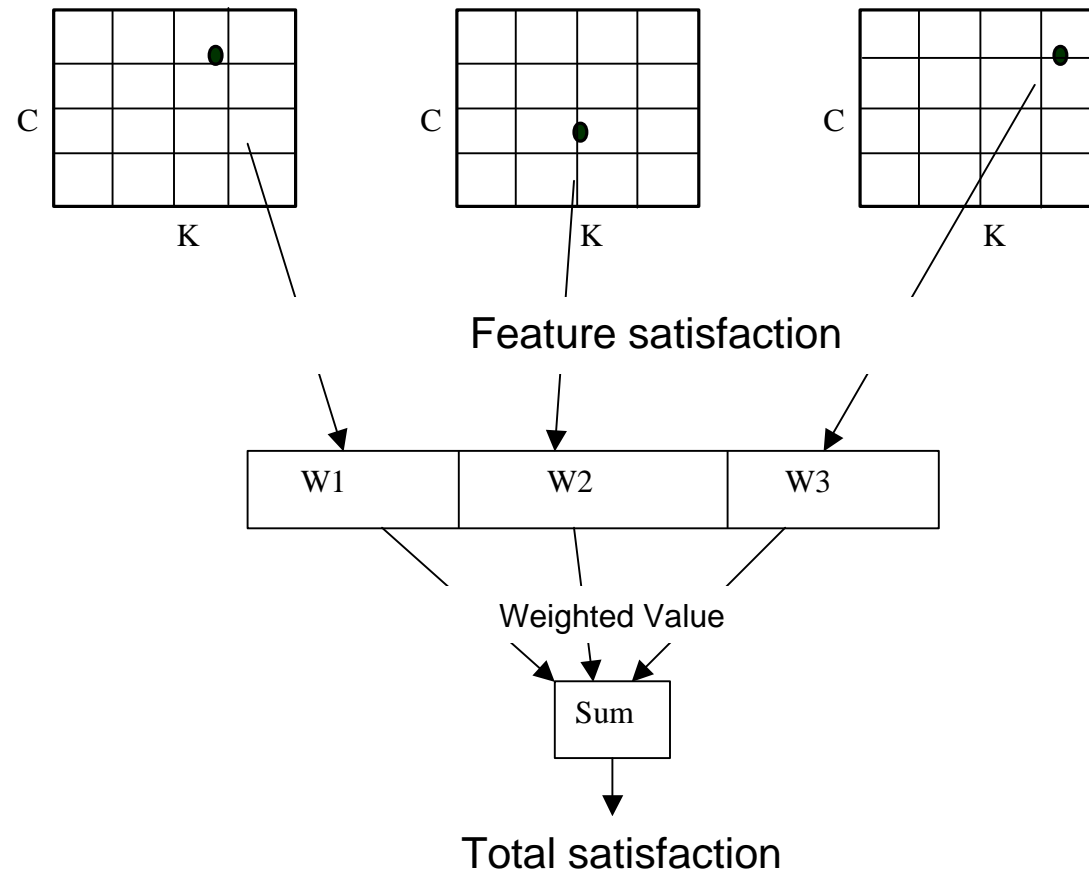 C C C
K K K
Feature satisfaction
W1 W2 W3
Weighted Value
Sum
Total satisfaction